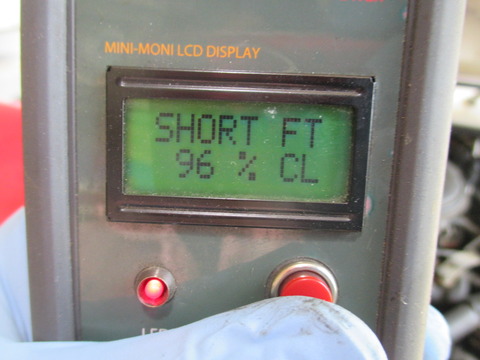 MINI-MONI LCD DISPLAY
SHORT FT
96 % CL